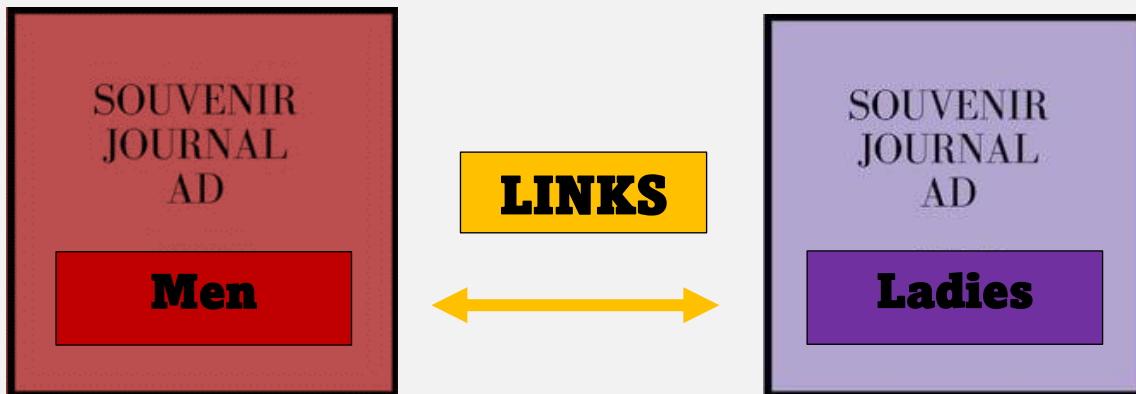 SOUVENIR
JOURNAL
AD
Men
LINKS
SOUVENIR
JOURNAL
AD
Ladies